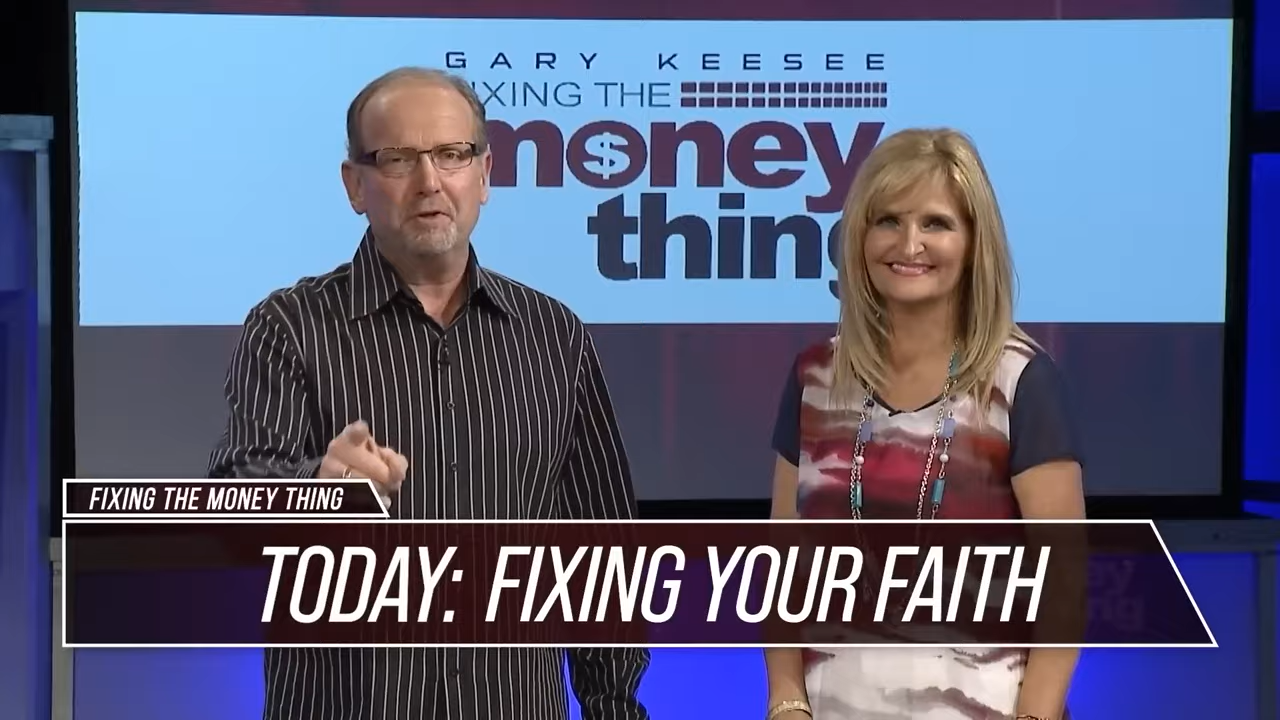 GARY KEESEE
IXING THE
money
thing
FIXING THE MONEY THING
TODAY: FIXING YOUR FAITH